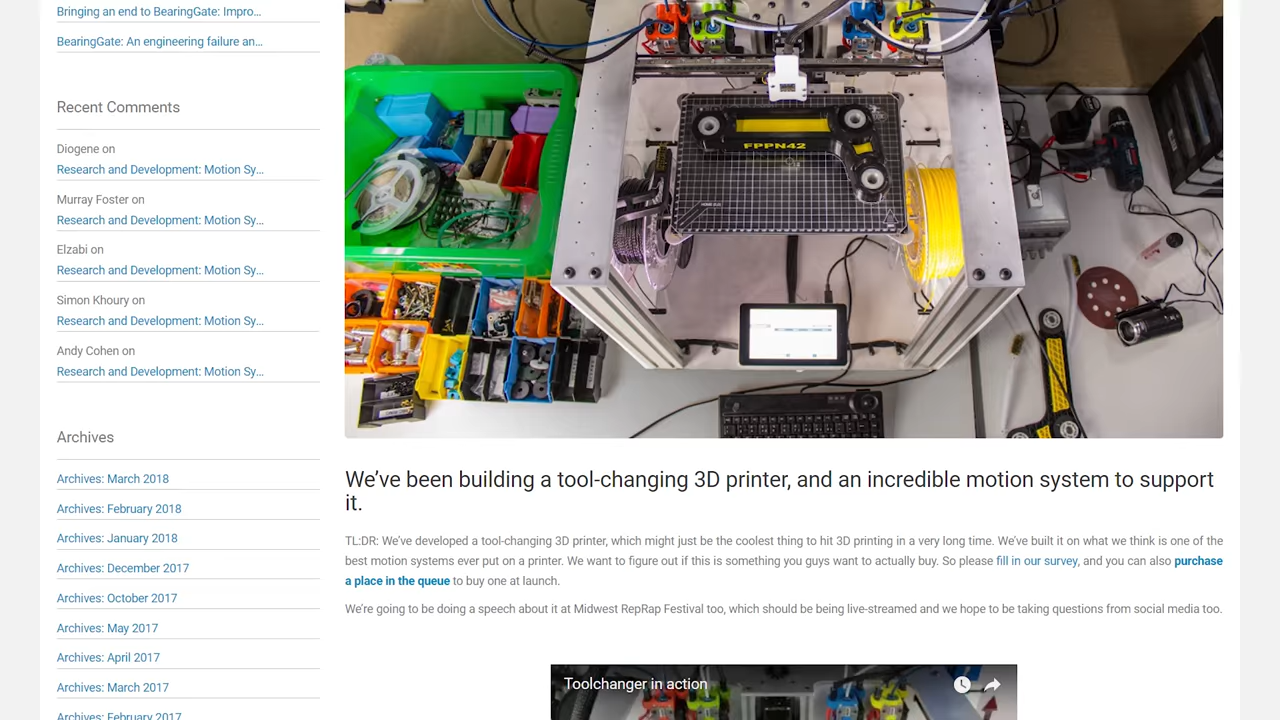 Bringing an end to BearingGate: Impro...
BearingGate: An engineering failure an...
Recent Comments
Diogene on
Research and Development: Motion Sy...
Murray Foster on
Research and Development: Motion Sy...
Elzabi on
Research and Development: Motion Sy...
Simon Khoury on
Research and Development: Motion Sy...
Andy Cohen on
Research and Development: Motion Sy...
Archives
Archives: March 2018
Archives: February 2018
Archives: January 2018
Archives: December 2017
Archives: October 2017
Archives: May 2017
Archives: April 2017
Archives: March 2017
Archives: February 2017
FPPN42
We’ve been building a tool-changing 3D printer, and an incredible motion system to support
it.
TL:DR: We’ve developed a tool-changing 3D printer, which might just be the coolest thing to hit 3D printing in a very long time. We’ve built it on what we think is one of the
best motion systems ever put on a printer. We want to figure out if this is something you guys want to actually buy. So please fill in our survey, and you can also purchase
a place in the queue to buy one at launch.
We’re going to be doing a speech about it at Midwest RepRap Festival too, which should be being live-streamed and we hope to be taking questions from social media too.
Toolchanger in action